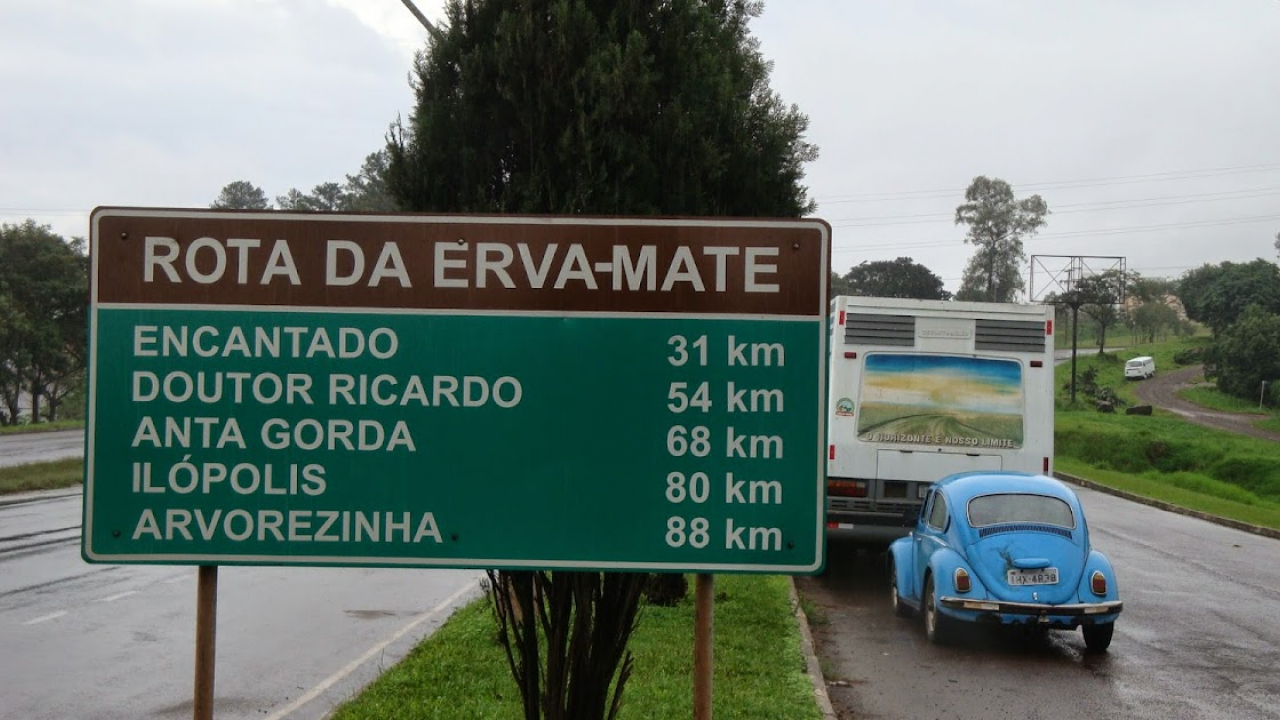 ROTA DA ERVA-MATE
ENCANTADO 31 km
DOUTOR RICARDO 54 km
ANTA GORDA 68 km
ILÓPOLIS 80 km
ARVOREZINHA 88 km
O HORIZONTE É NOSSO LIMITE